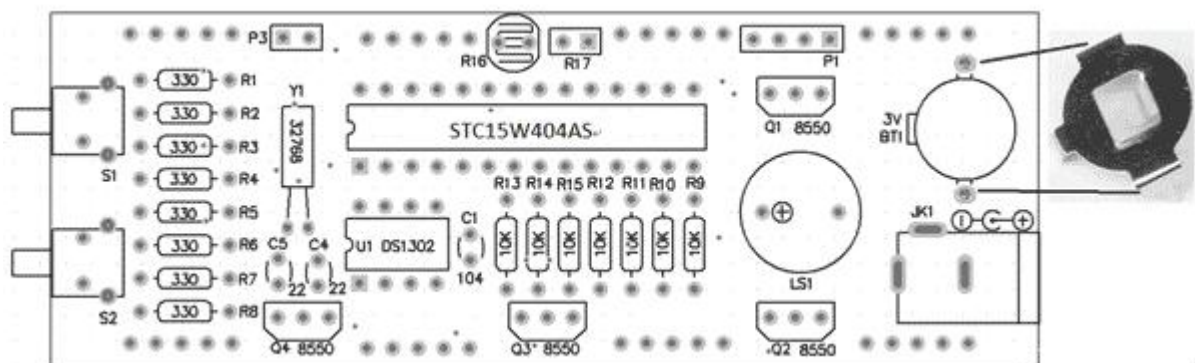 P3
R16
R17
P1
330 R1
330 R2
330 R3
330 R4
330 R5
330 R6
330 R7
330 R8
S1
S2
Y1
32768
STC15W404AS
Q1 8550
3V
BT1
R13 R14 R15 R12 R11 R10 R9
10K 10K 10K 10K 10K 10K 10K
U1 DS1302
C1
104
C5 C4
22 22
LS1
JK1
Q4 8550
Q3 8550
Q2 8550